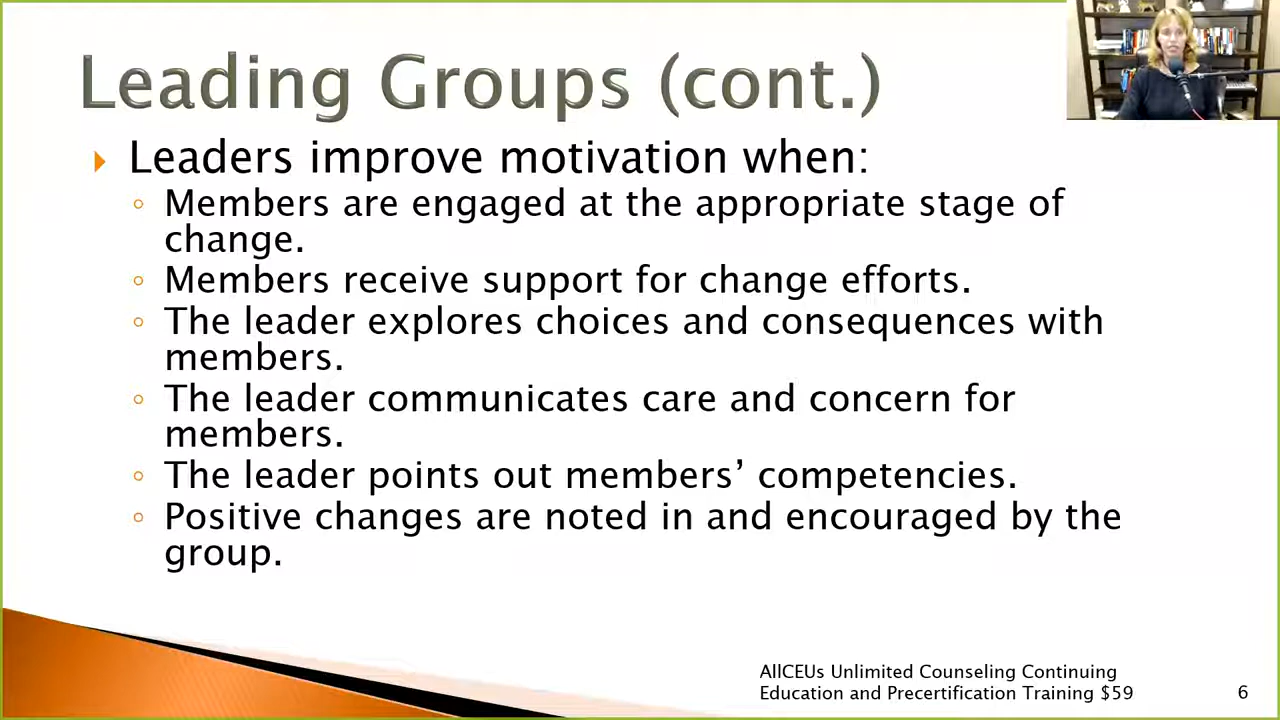 Leading Groups (cont.)
Leaders improve motivation when:
Members are engaged at the appropriate stage of
change.
Members receive support for change efforts.
The leader explores choices and consequences with
members.
The leader communicates care and concern for
members.
The leader points out members’ competencies.
Positive changes are noted in and encouraged by the
group.
AllCEUs Unlimited Counseling Continuing
Education and Precertification Training $59
6